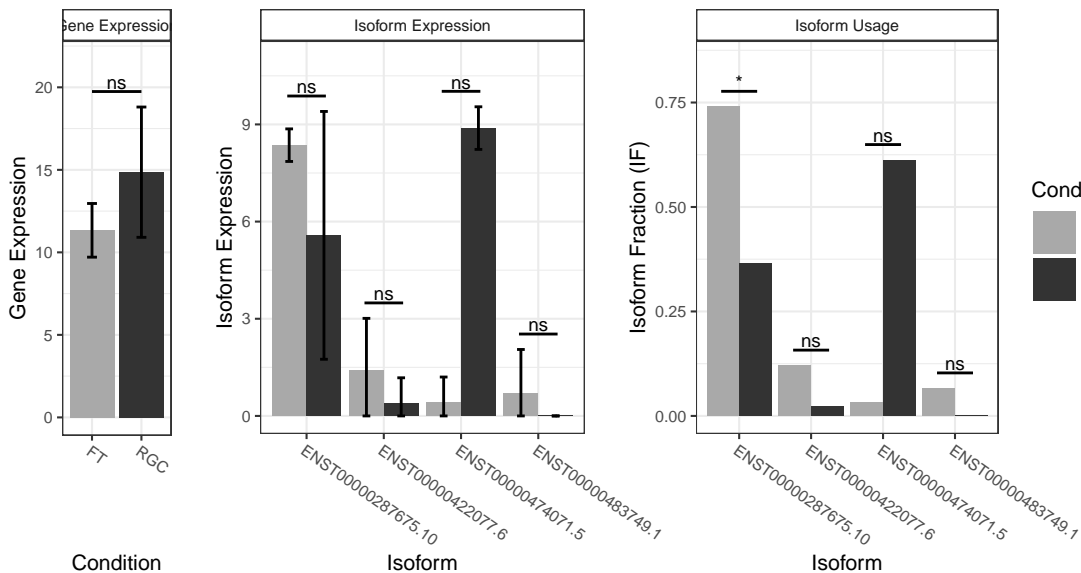 Gene Expression
Gene Expression
20
15
10
5
0
ns
FT
RGC
Condition
Isoform Expression
Isoform Expression
9
6
3
0
ns
ns
ns
ns
ENST00000287675.10
ENST00000422077.6
ENST00000474071.5
ENST00000483749.1
Isoform
Isoform Usage
Isoform Fraction (IF)
0.75
0.50
0.25
0.00
*
ns
ns
ns
ENST00000287675.10
ENST00000422077.6
ENST00000474071.5
ENST00000483749.1
Isoform
Cond